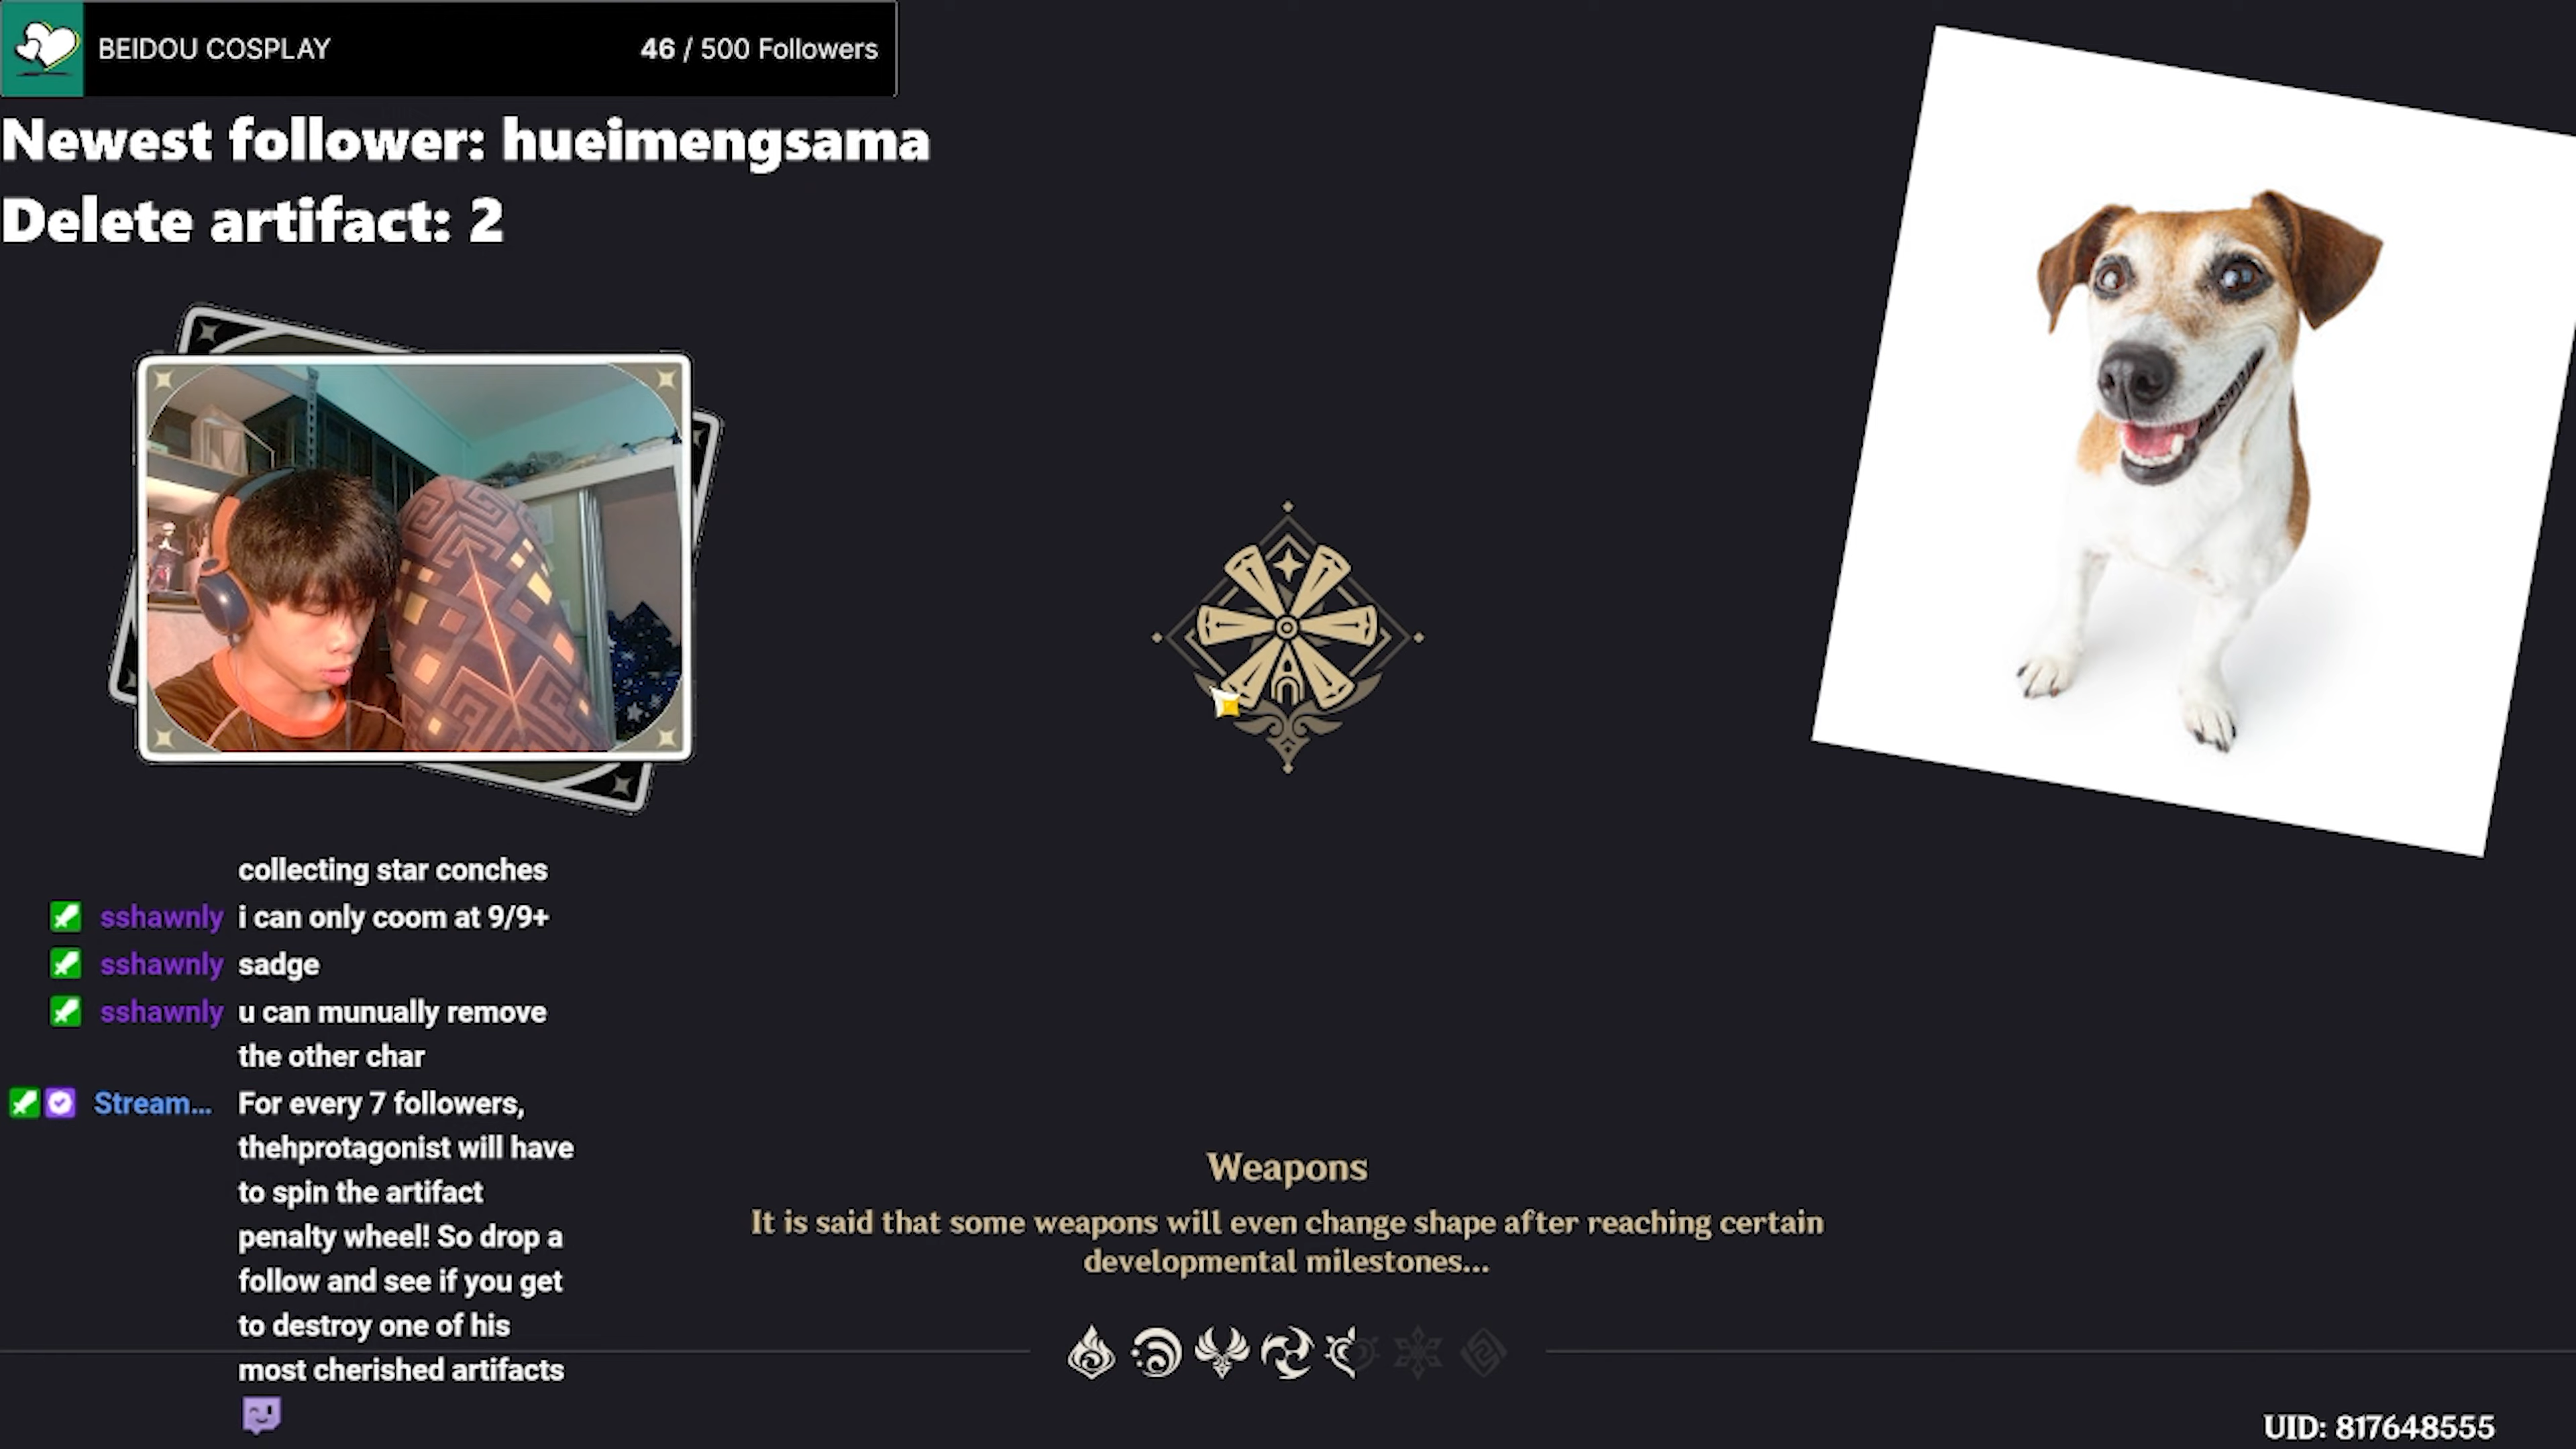 BEIDOU COSPLAY 46 / 500 Followers
Newest follower: hueimengsama
Delete artifact: 2
collecting star conches
sshawnly i can only coom at 9/9+
sshawnly sadge
sshawnly u can munually remove
the other char
Stream... For every 7 followers,
thehprotagonist will have
to spin the artifact
penalty wheel! So drop a
follow and see if you get
to destroy one of his
most cherished artifacts
Weapons
It is said that some weapons will even change shape after reaching certain
developmental milestones...
UID: 817648555